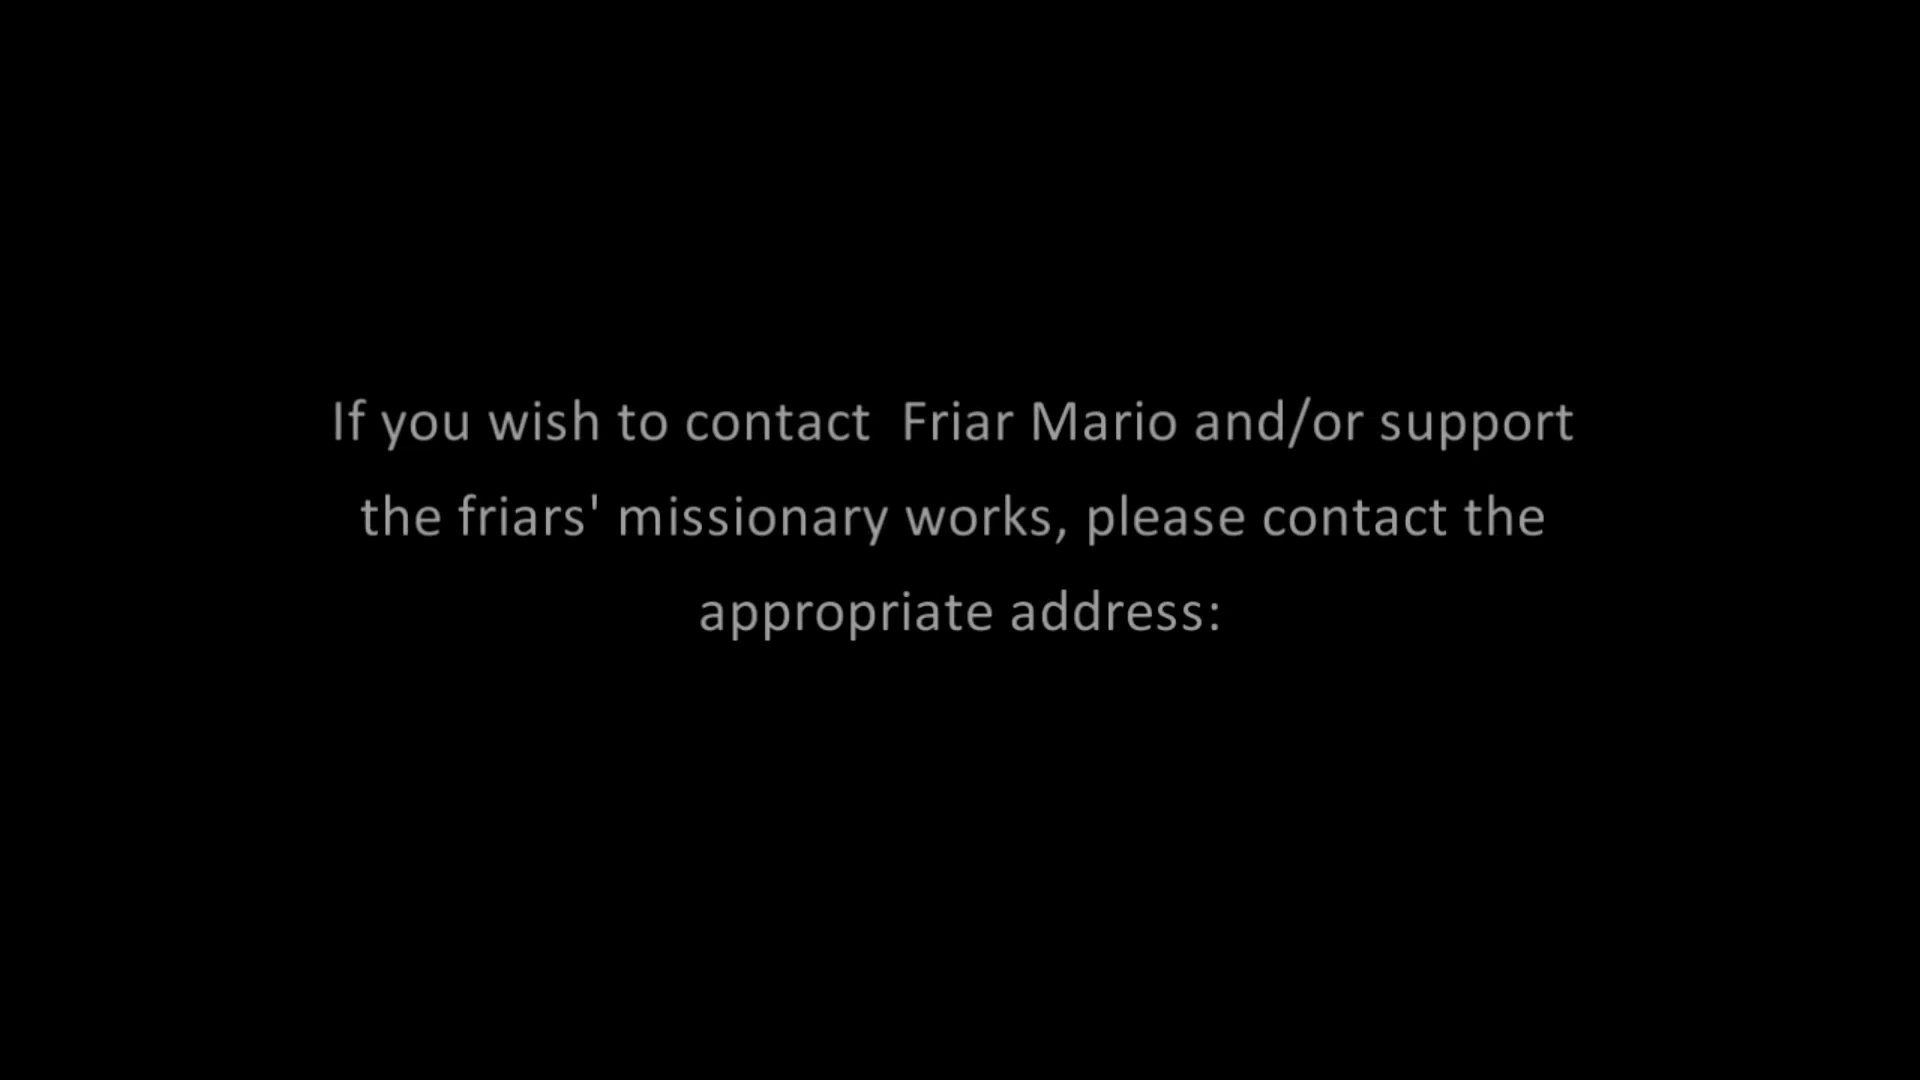 If you wish to contact  Friar Mario and/or support
the friars' missionary works, please contact the
appropriate address: